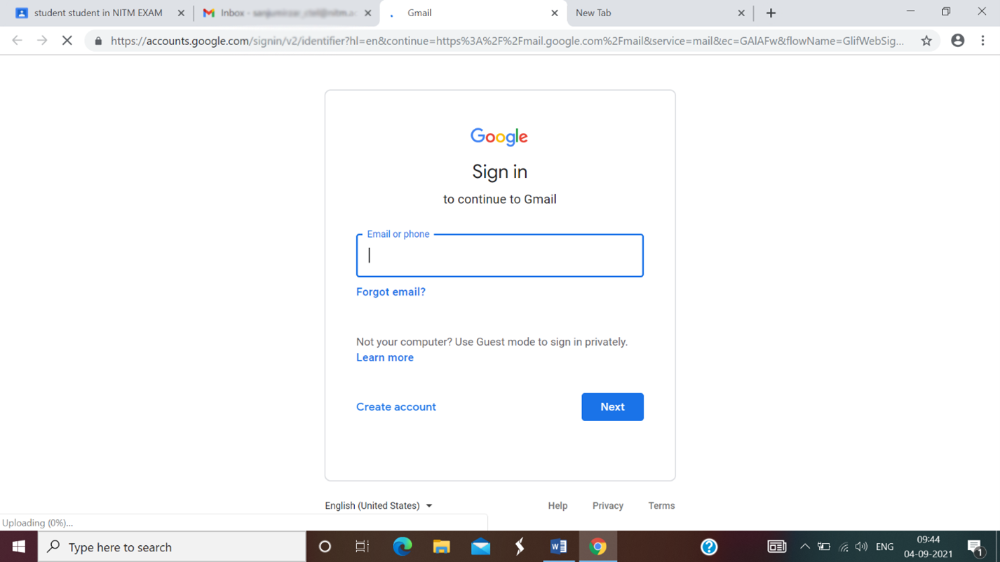 student student in NITM EXAM
Inbox -
Gmail
New Tab
https://accounts.google.com/signin/v2/identifier?hl=en&continue=https%3A%2F%2Fmail.google.com%2Fmail&service=mail&ec=GAlAFw&flowName=GlifWebSig...
Google
Sign in
to continue to Gmail
Email or phone
Forgot email?
Not your computer? Use Guest mode to sign in privately.
Learn more
Create account
Next
English (United States)
Help
Privacy
Terms
Uploading (0%)...
Type here to search
ENG
09:44
04-09-2021
1